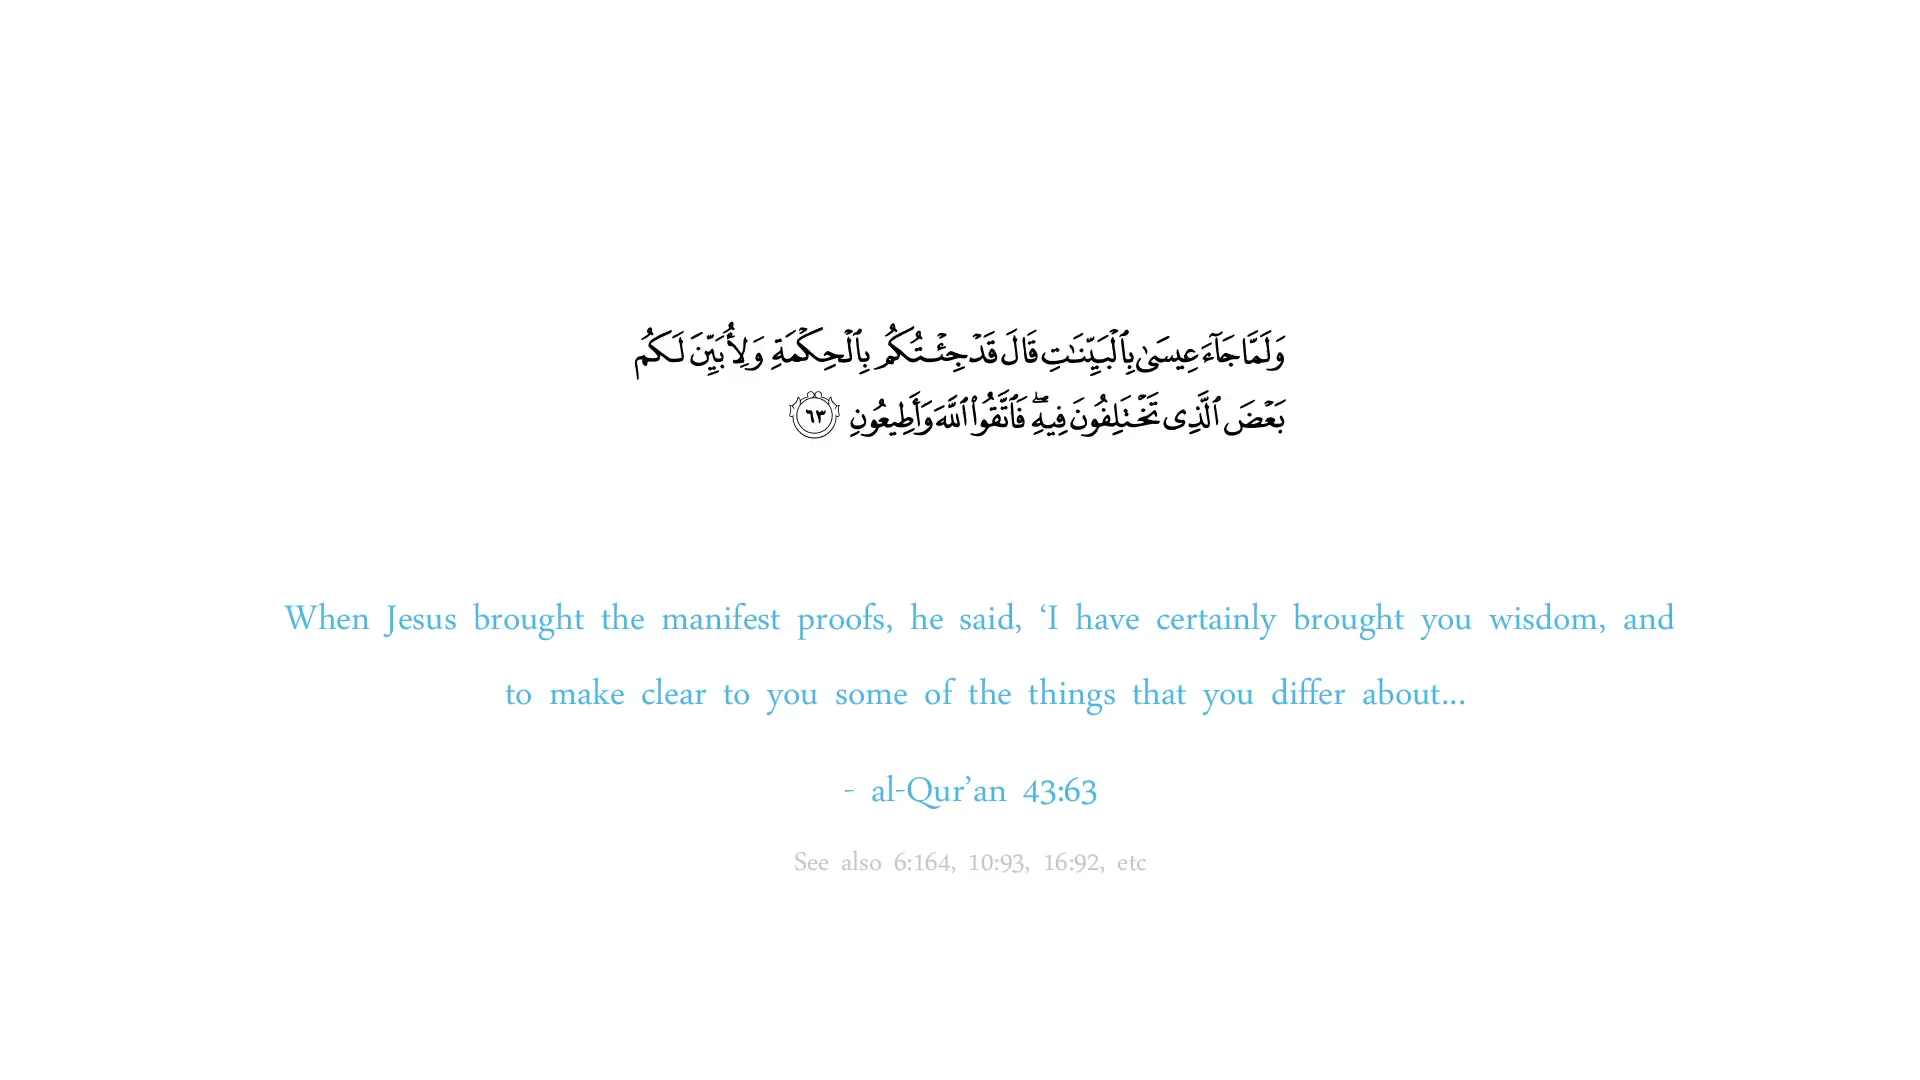 وَلَمَّا جَآءَ عِيسَىٰ بِٱلْبَيِّنَـٰتِ قَالَ قَدْ جِئْتُكُم بِٱلْحِكْمَةِ وَلِأُبَيِّنَ لَكُم
بَعْضَ ٱلَّذِى تَخْتَلِفُونَ فِيهِ ۖ فَٱتَّقُوا۟ ٱللَّهَ وَأَطِيعُونِ ٦٣
When Jesus brought the manifest proofs, he said, ‘I have certainly brought you wisdom, and
to make clear to you some of the things that you differ about...
- al-Qur’an 43:63
See also 6:164, 10:93, 16:92, etc